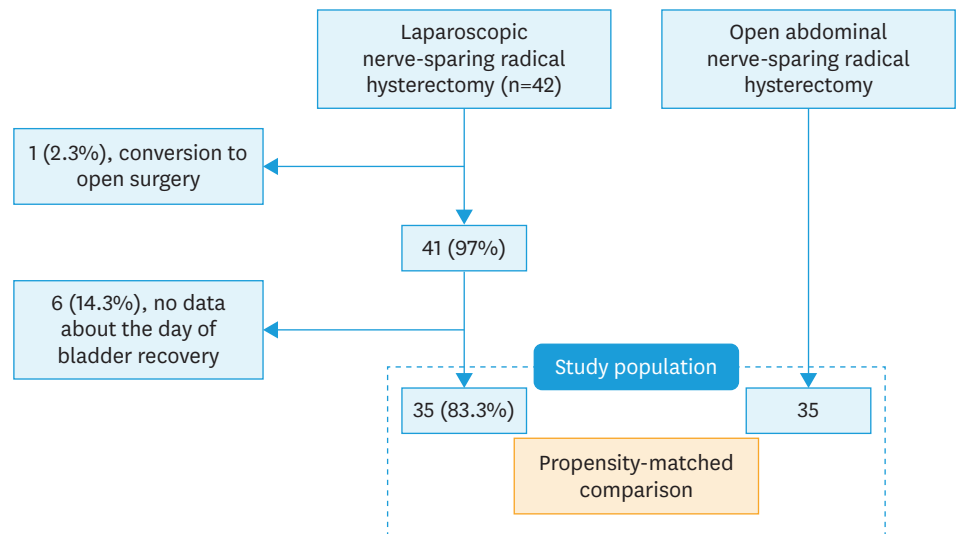 Laparoscopic
nerve-sparing radical
hysterectomy (n=42)
Open abdominal
nerve-sparing radical
hysterectomy
1 (2.3%), conversion to
open surgery
41 (97%)
6 (14.3%), no data
about the day of
bladder recovery
Study population
35 (83.3%)
35
Propensity-matched
comparison